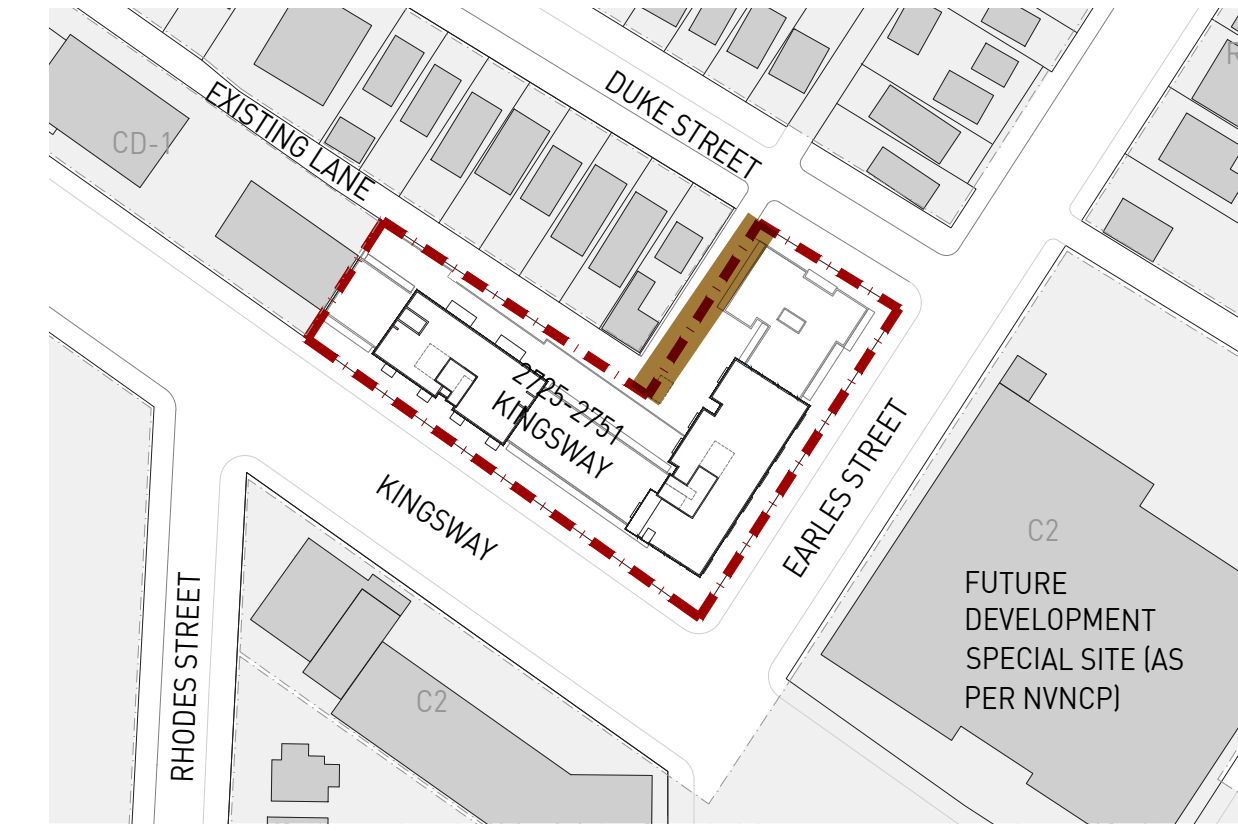 DUKE STREET
R
EXISTING LANE
CD-1
2725-2751
KINGSWAY
KINGSWAY
EARLES STREET
C2
FUTURE
DEVELOPMENT
SPECIAL SITE (AS
PER NVNCP)
RHODES STREET
C2